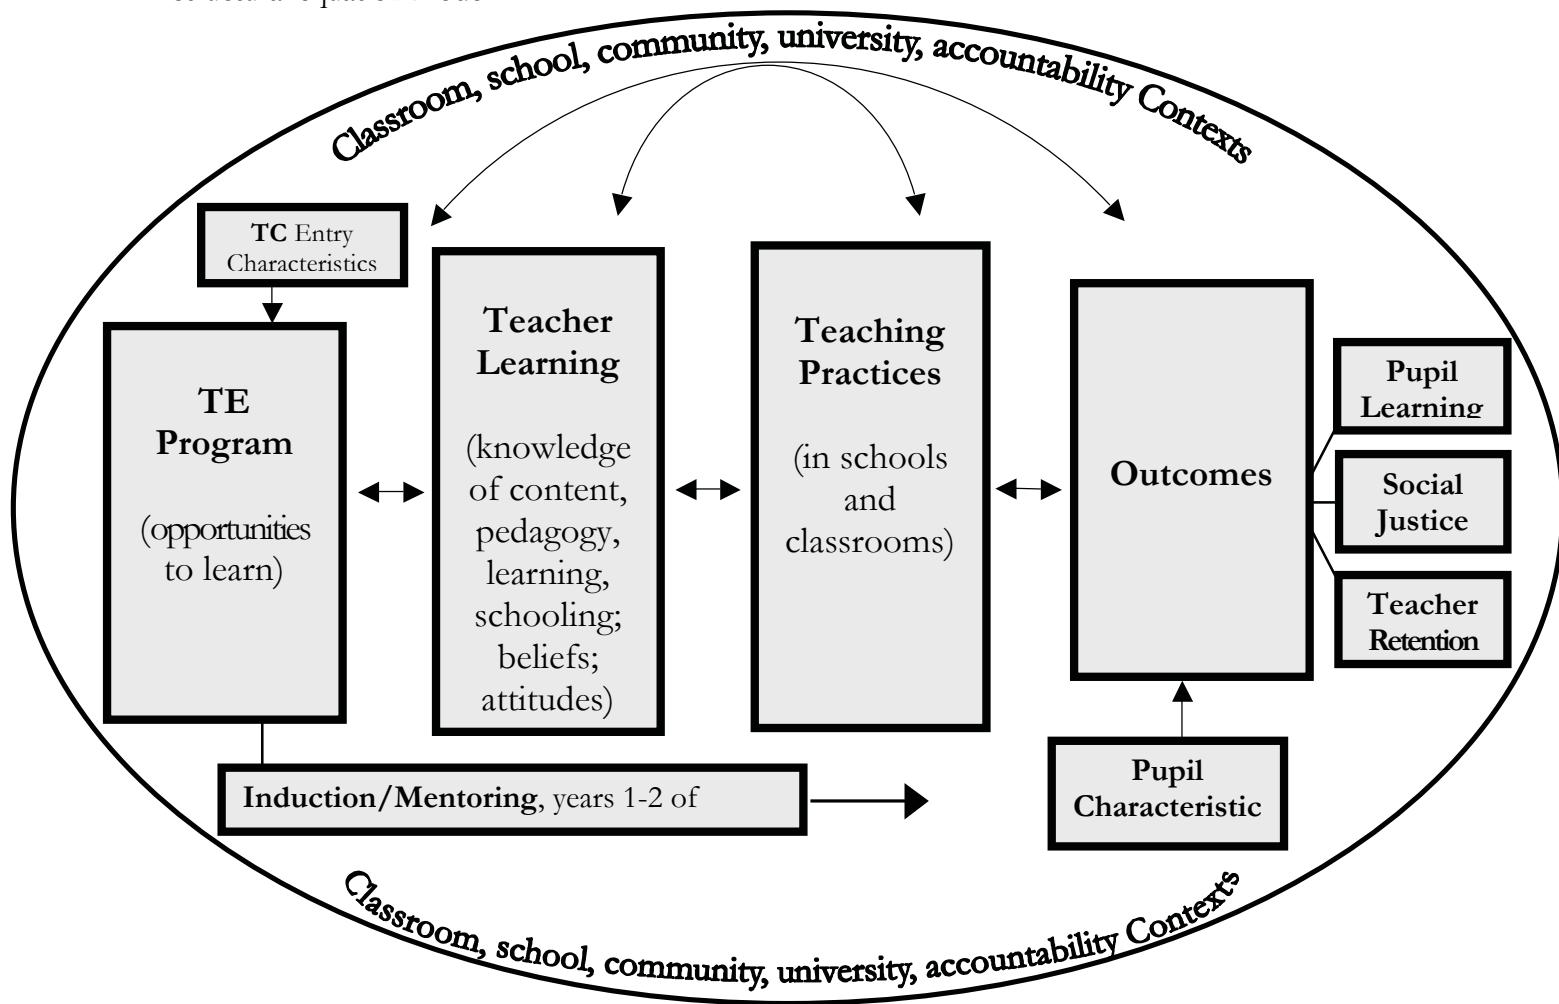 Classroom, school, community, university, accountability Contexts
TC Entry
Characteristics
TE
Program
(opportunities
to learn)
Teacher
Learning
(knowledge
of content,
pedagogy,
learning,
schooling;
beliefs;
attitudes)
Teaching
Practices
(in schools
and
classrooms)
Outcomes
Pupil
Learning
Social
Justice
Teacher
Retention
Induction/Mentoring, years 1-2 of
Pupil
Characteristic
Classroom, school, community, university, accountability Contexts